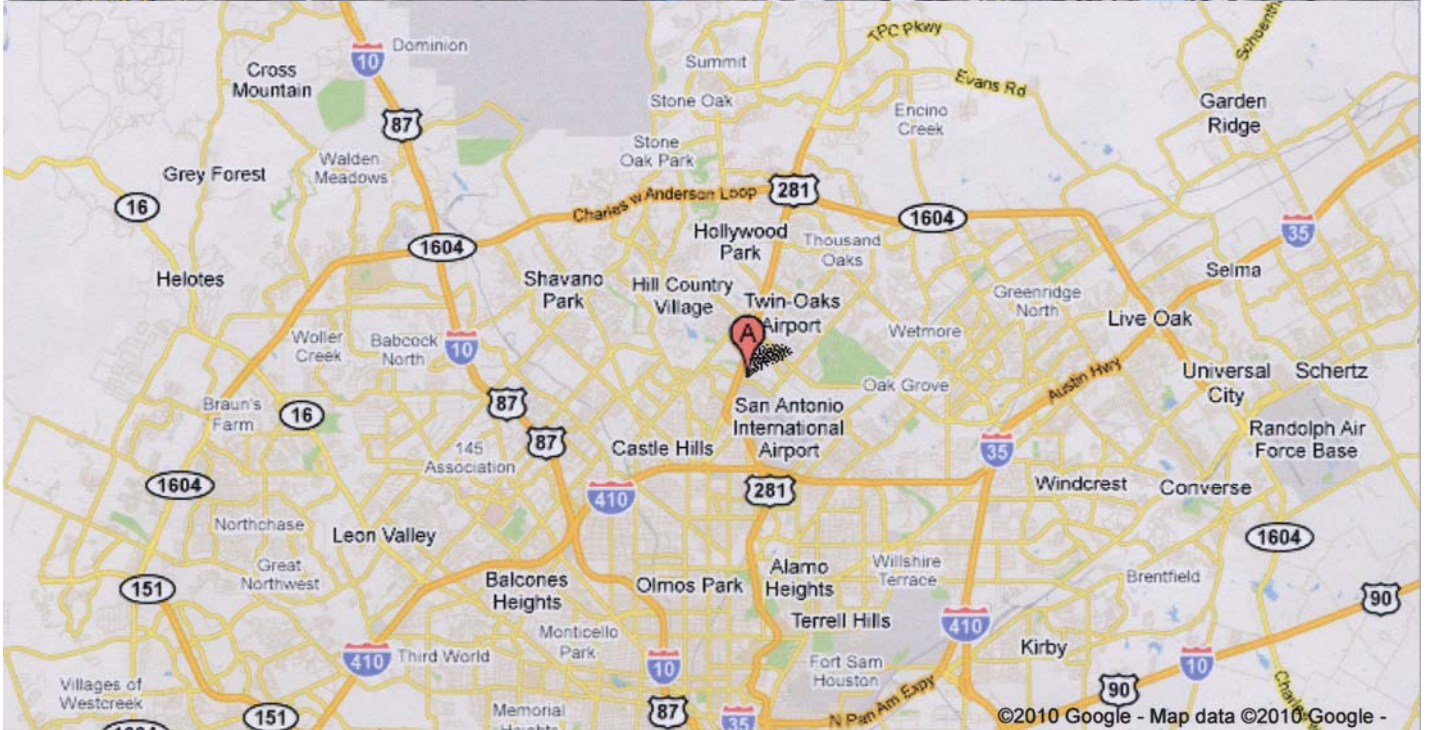 TPC Pkwy
Schoenth
Dominion
10
Summit
Cross
Mountain
Evans Rd
Stone Oak
Garden
Ridge
Encino
Creek
87
Stone
Oak Park
Walden
Meadows
Grey Forest
281
Charles w Anderson Loop
16
1604
35
Hollywood
Park
Thousand
Oaks
1604
Selma
Helotes
Shavano
Park
Hill Country
Village
Twin-Oaks
Airport
Greenridge
North
Live Oak
A
Wetmore
Woller
Creek
Babcock
North
10
Universal
City
Schertz
Austin Hwy
Oak Grove
87
Braun's
Farm
16
San Antonio
International
Airport
Randolph Air
Force Base
87
Castle Hills
145
Association
35
1604
410
281
Windcrest
Converse
Northchase
Leon Valley
1604
Great
Northwest
Balcones
Heights
Olmos Park
Alamo
Heights
Willshire
Terrace
Brentfield
151
90
Terrell Hills
410
Monticello
Park
Kirby
410
Third World
10
Fort Sam
Houston
10
Villages of
Westcreek
90
N Pan Am Expy
Charles
151
Memorial
Heights
87
35
1604
©2010 Google - Map data ©2010 Google -